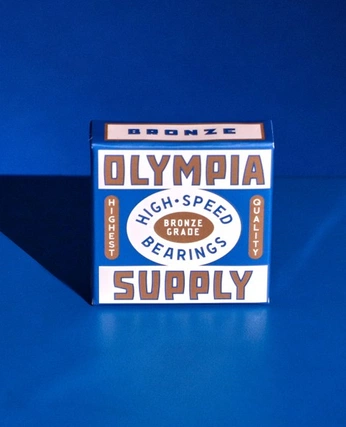 BRONZE
OLYMPIA
HIGHEST
HIGH·SPEED
BRONZE
GRADE
BEARINGS
QUALITY
SUPPLY